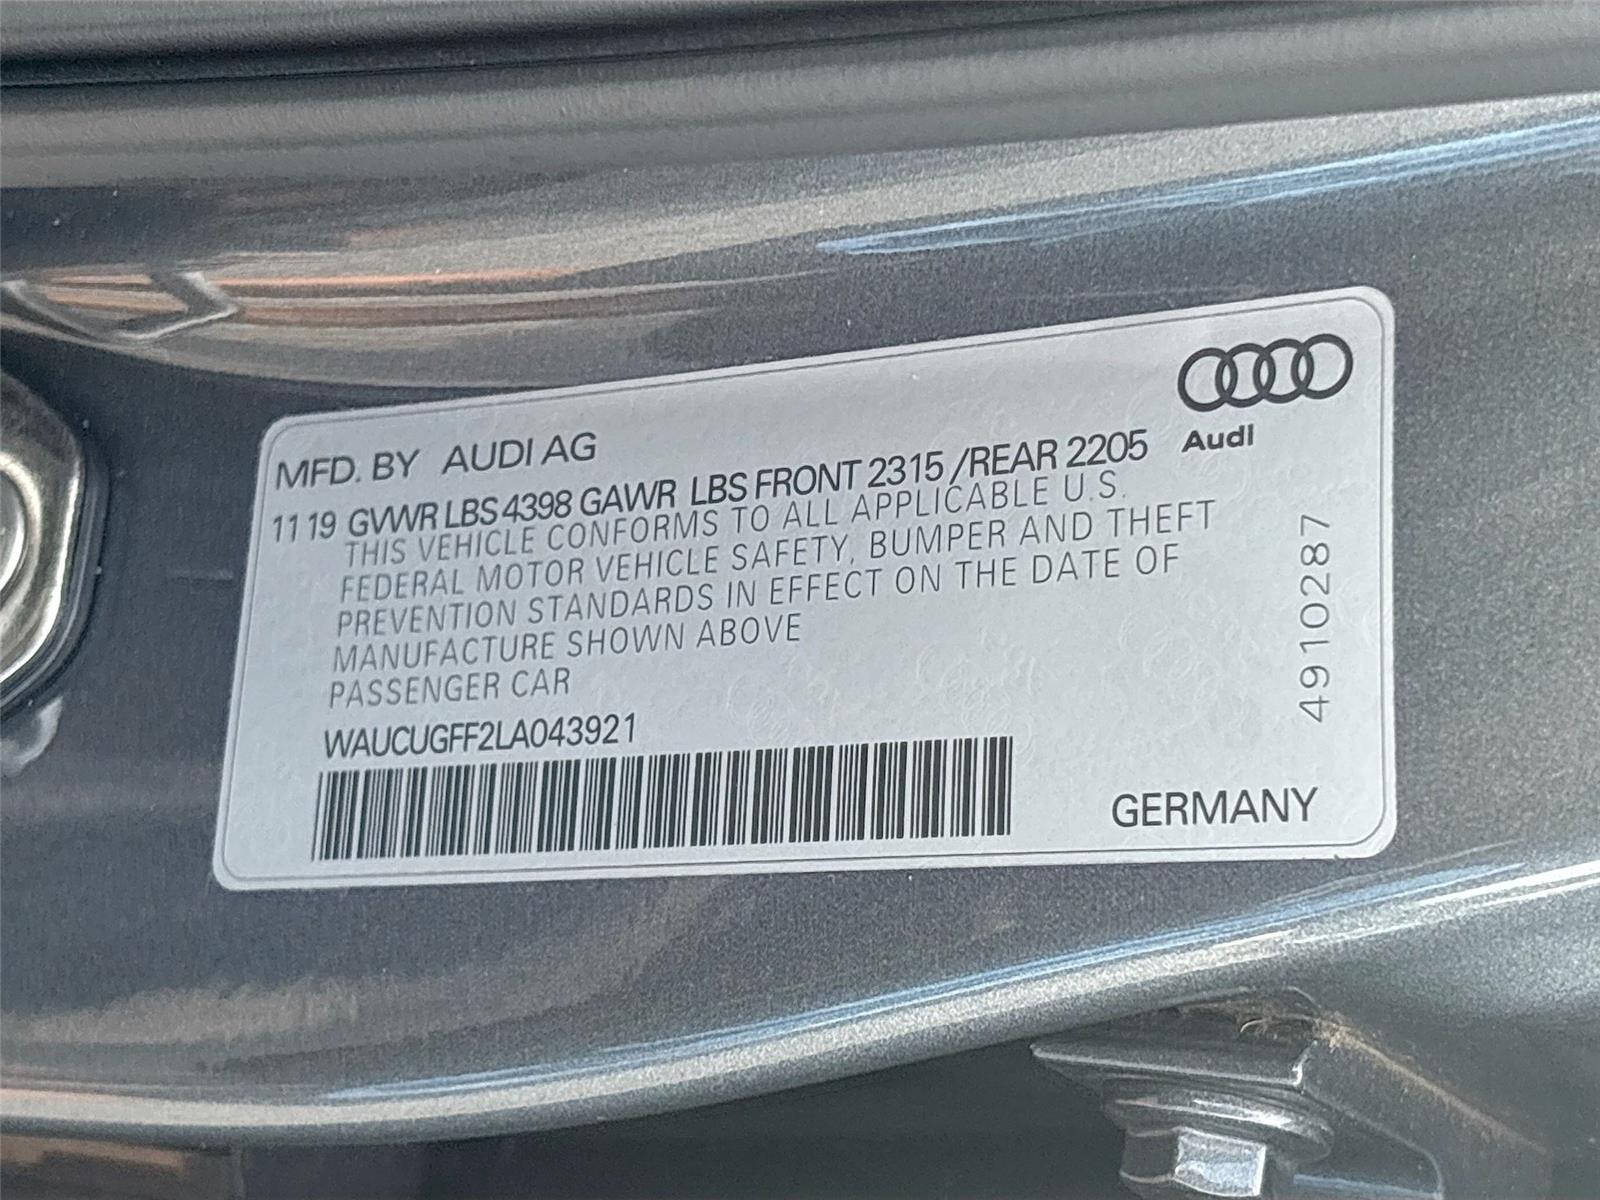 MFD. BY AUDI AG
11 19 GVWR LBS 4398 GAWR LBS FRONT 2315 /REAR 2205
THIS VEHICLE CONFORMS TO ALL APPLICABLE U.S.
FEDERAL MOTOR VEHICLE SAFETY, BUMPER AND THEFT
PREVENTION STANDARDS IN EFFECT ON THE DATE OF
MANUFACTURE SHOWN ABOVE
PASSENGER CAR
WAUCUGFF2LA043921
Audi
4910287
GERMANY